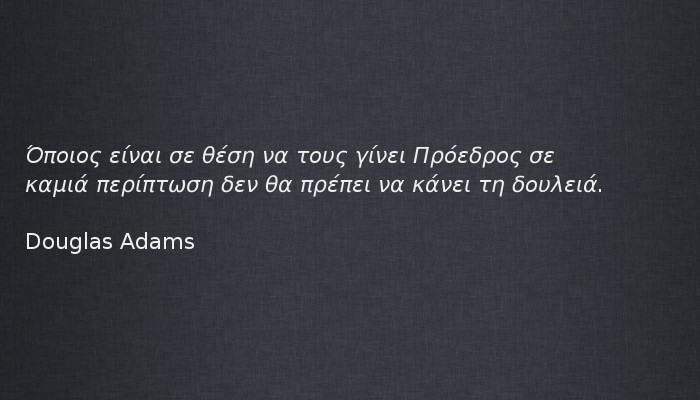 Όποιος είναι σε θέση να τους γίνει Πρόεδρος σε
καμιά περίπτωση δεν θα πρέπει να κάνει τη δουλειά.
Douglas Adams